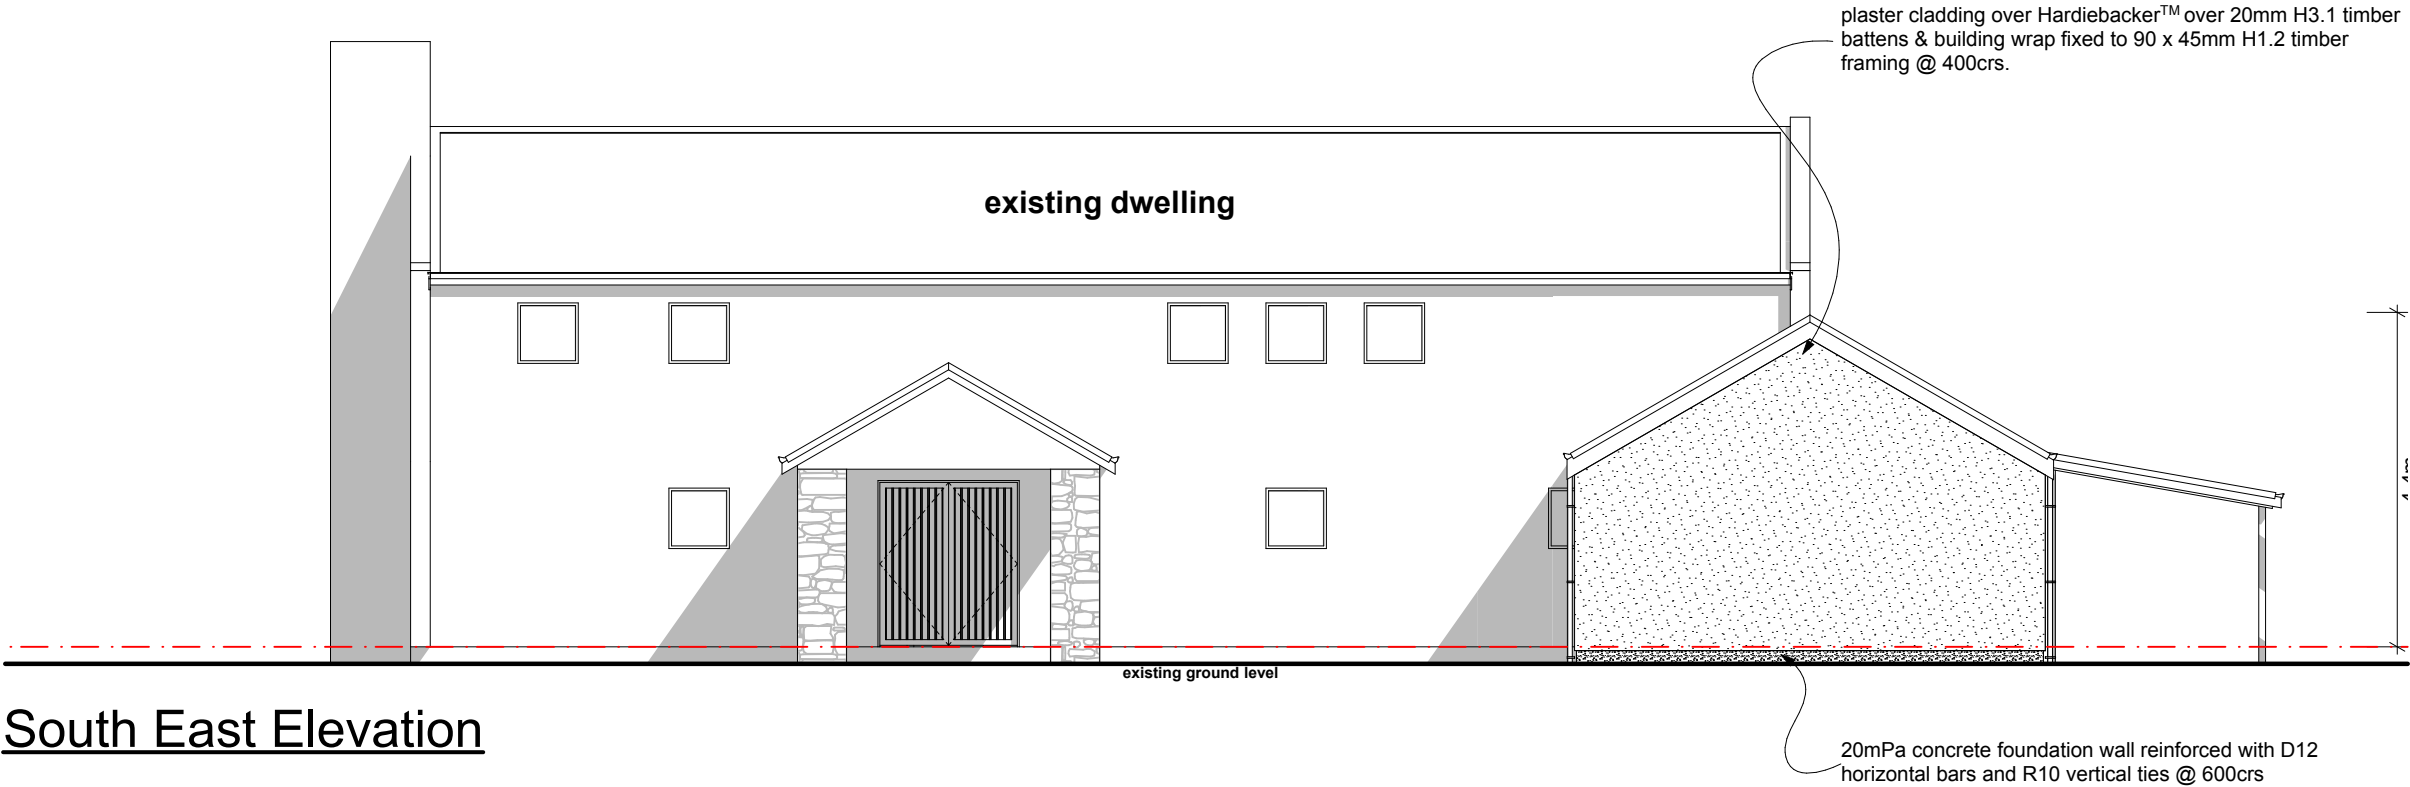 plaster cladding over Hardiebacker™ over 20mm H3.1 timber
battens & building wrap fixed to 90 x 45mm H1.2 timber
framing @ 400crs.
existing dwelling
existing ground level
South East Elevation
20mPa concrete foundation wall reinforced with D12
horizontal bars and R10 vertical ties @ 600crs